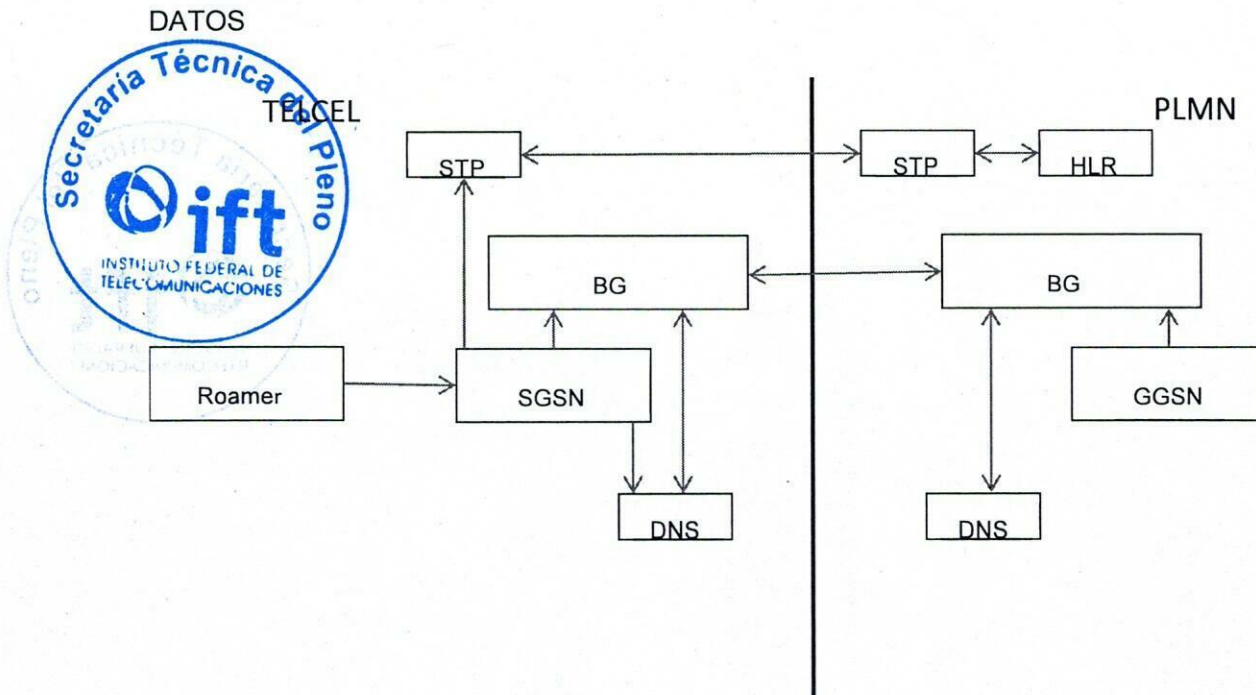 DATOS
Secretaría Técnica del Pleno
TELCEL
PLMN
STP
STP
HLR
ift
INSTITUTO FEDERAL DE
TELECOMUNICACIONES
BG
BG
Roamer
SGSN
GGSN
DNS
DNS